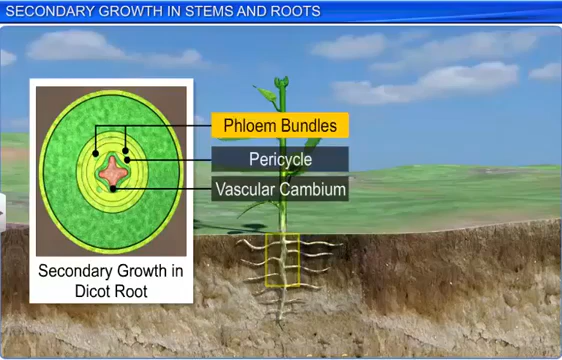 SECONDARY GROWTH IN STEMS AND ROOTS
Phloem Bundles
Pericycle
Vascular Cambium
Secondary Growth in
Dicot Root